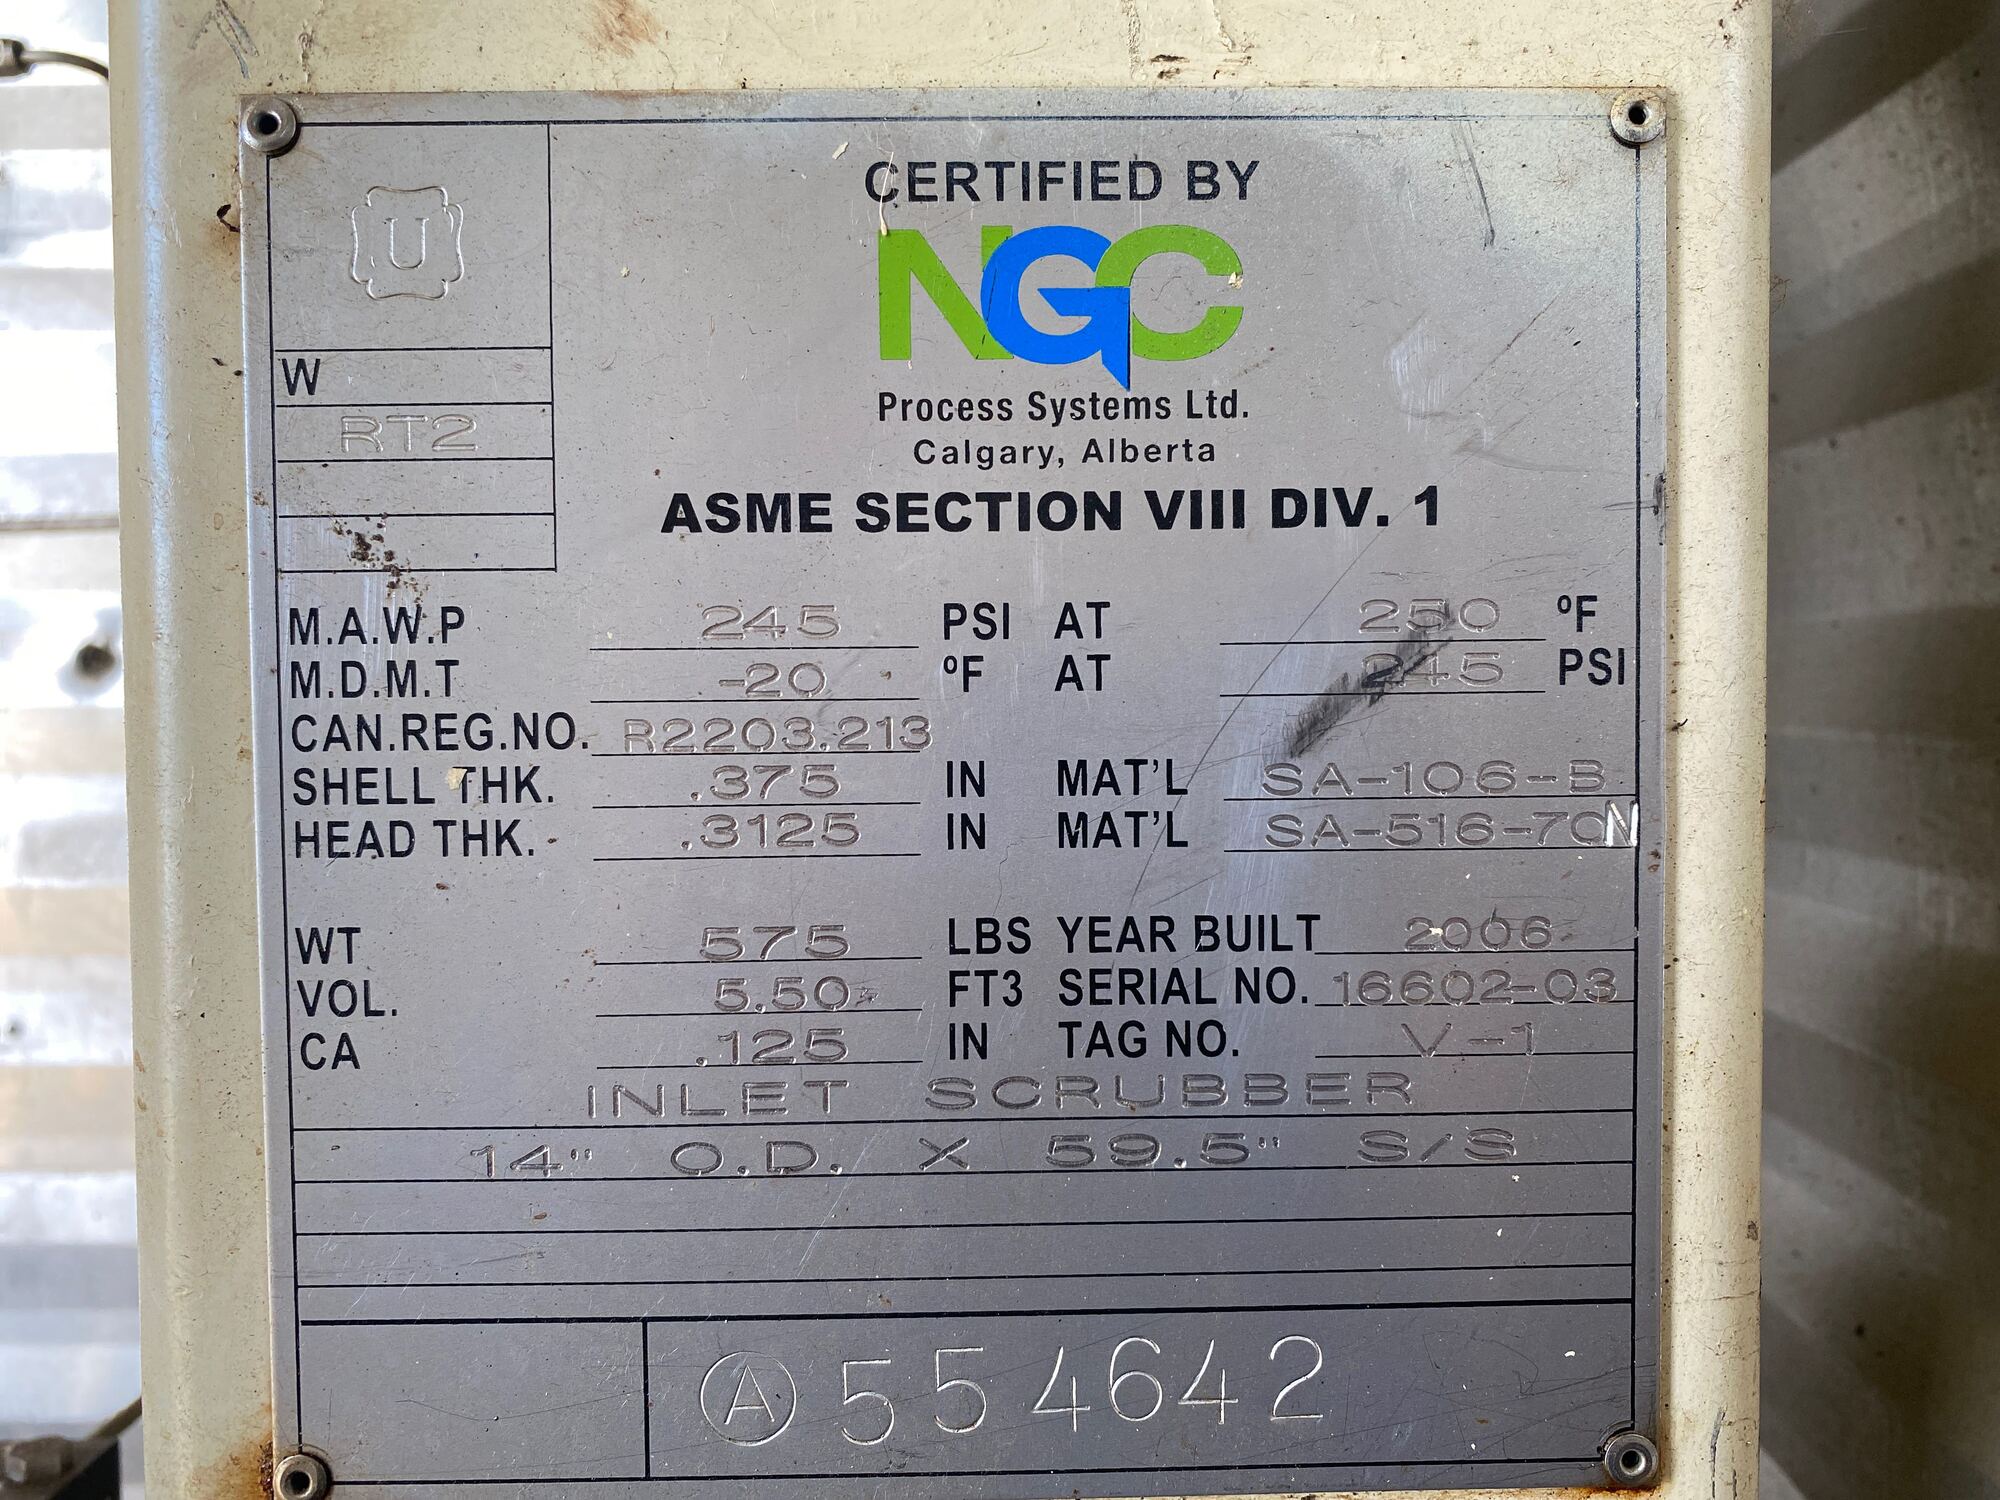 U
CERTIFIED BY
NGC
Process Systems Ltd.
Calgary, Alberta
ASME SECTION VIII DIV. 1
W
RT2
M.A.W.P 245 PSI AT 250 ºF
M.D.M.T -20 ºF AT 245 PSI
CAN.REG.NO. R2203.213
SHELL THK. .375 IN MAT'L SA-106-B
HEAD THK. .3125 IN MAT'L SA-516-70N
WT 575 LBS YEAR BUILT 2006
VOL. 5.50 FT3 SERIAL NO. 16602-03
CA .125 IN TAG NO. V-1
INLET SCRUBBER
14" O.D. X 59.5" S/S
A 554642